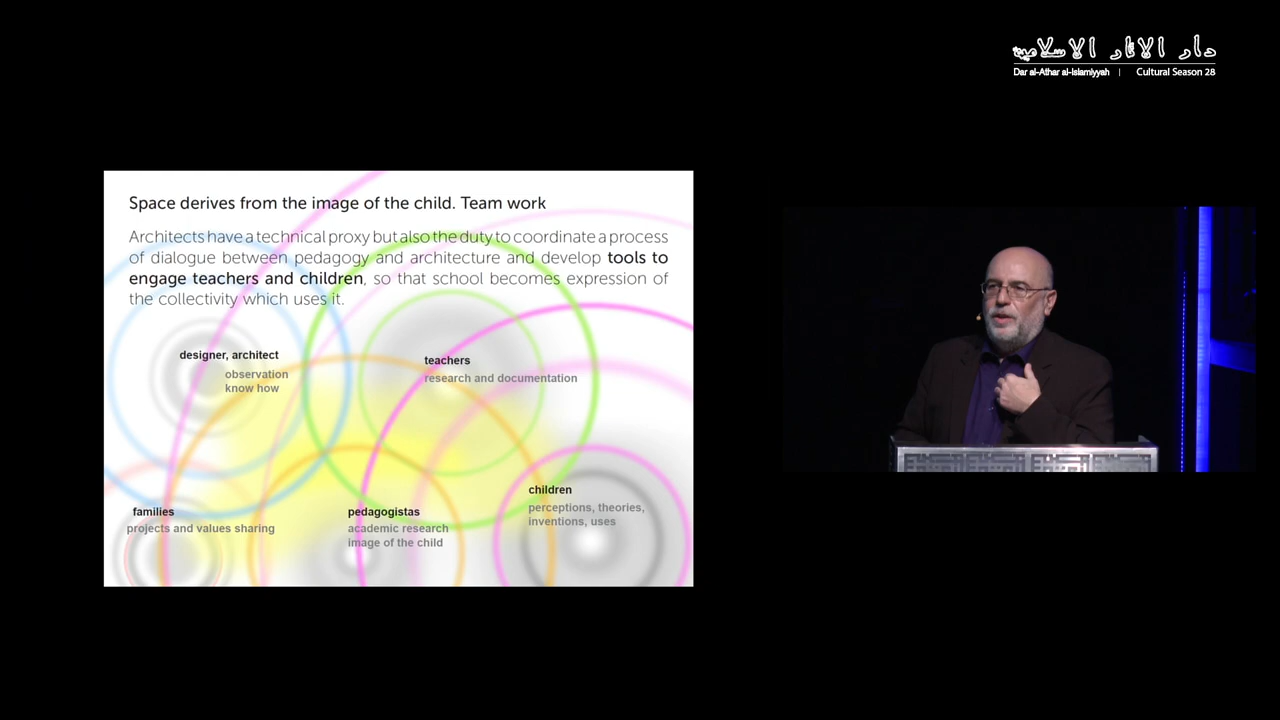 دار الآثار الاسلامية
Dar al-Athar al-Islamiyyah | Cultural Season 28
Space derives from the image of the child. Team work
Architects have a technical proxy but also the duty to coordinate a process
of dialogue between pedagogy and architecture and develop tools to
engage teachers and children, so that school becomes expression of
the collectivity which uses it.
designer, architect
observation
know how
teachers
research and documentation
children
perceptions, theories,
inventions, uses
families
projects and values sharing
pedagogistas
academic research
image of the child